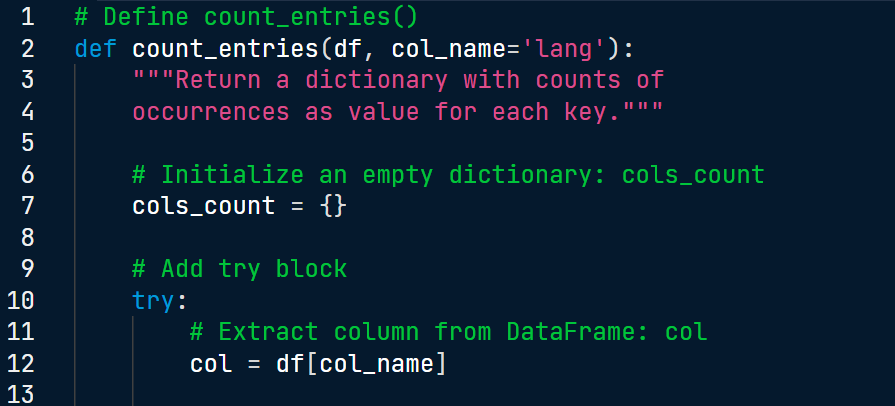 1 # Define count_entries()
2 def count_entries(df, col_name='lang'):
3     """Return a dictionary with counts of
4     occurrences as value for each key."""
5
6     # Initialize an empty dictionary: cols_count
7     cols_count = {}
8
9     # Add try block
10     try:
11         # Extract column from DataFrame: col
12         col = df[col_name]
13